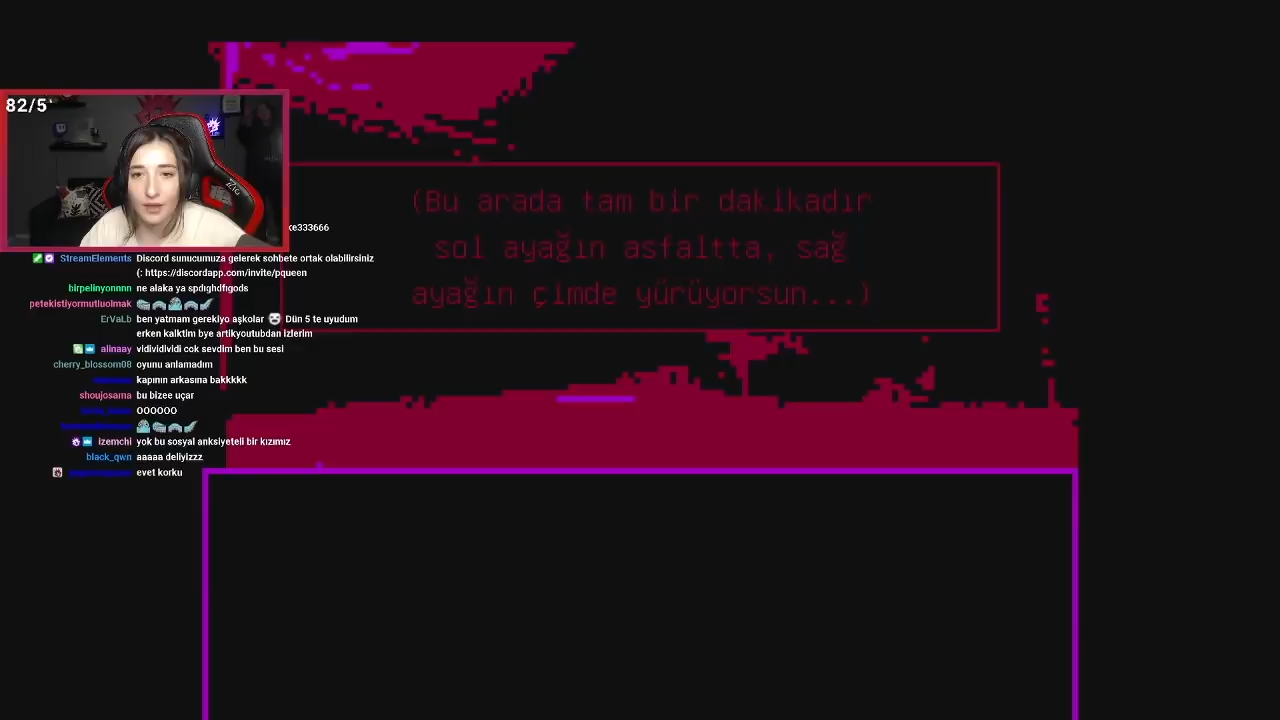 82/5
(Bu arada tam bir dakikadır
sol ayağın asfaltta, sağ
ayağın çimde yürüyorsun...)
ke333666
StreamElements Discord sunucumuza gelerek sohbete ortak olabilirsiniz
(: https://discordapp.com/invite/pqueen
birpelinyonnnn ne alaka ya spdıghdfıgods
petekistiyormutluolmak
ErVaLb ben yatmam gerekiyo aşkolar Dün 5 te uyudum
erken kalktim bye artikyoutubdan izlerim
alinaay vidividividi cok sevdim ben bu sesi
cherry_blossom08 oyunu anlamadım
kapının arkasına bakkkkk
shoujosama bu bizee uçar
OOOOOO
izemchi yok bu sosyal anksiyeteli bir kızımız
black_qwn aaaaa deliyizzz
evet korku